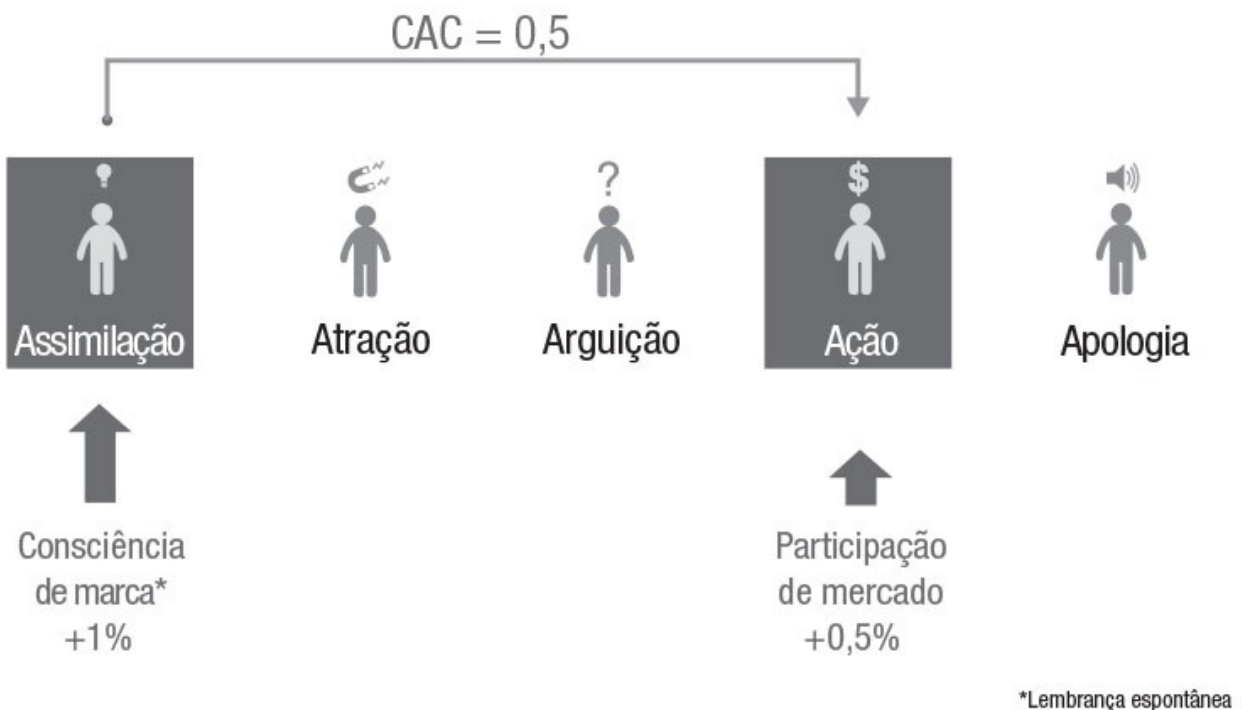 CAC = 0,5
?
$
Assimilação
Atração
Arguição
Ação
Apologia
Consciência
de marca*
+1%
Participação
de mercado
+0,5%
*Lembrança espontânea